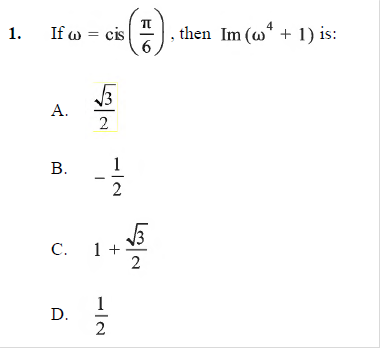 1. If ω = cis(π/6), then Im (ω⁴ + 1) is:
A. √3/2
B. −1/2
C. 1 + √3/2
D. 1/2